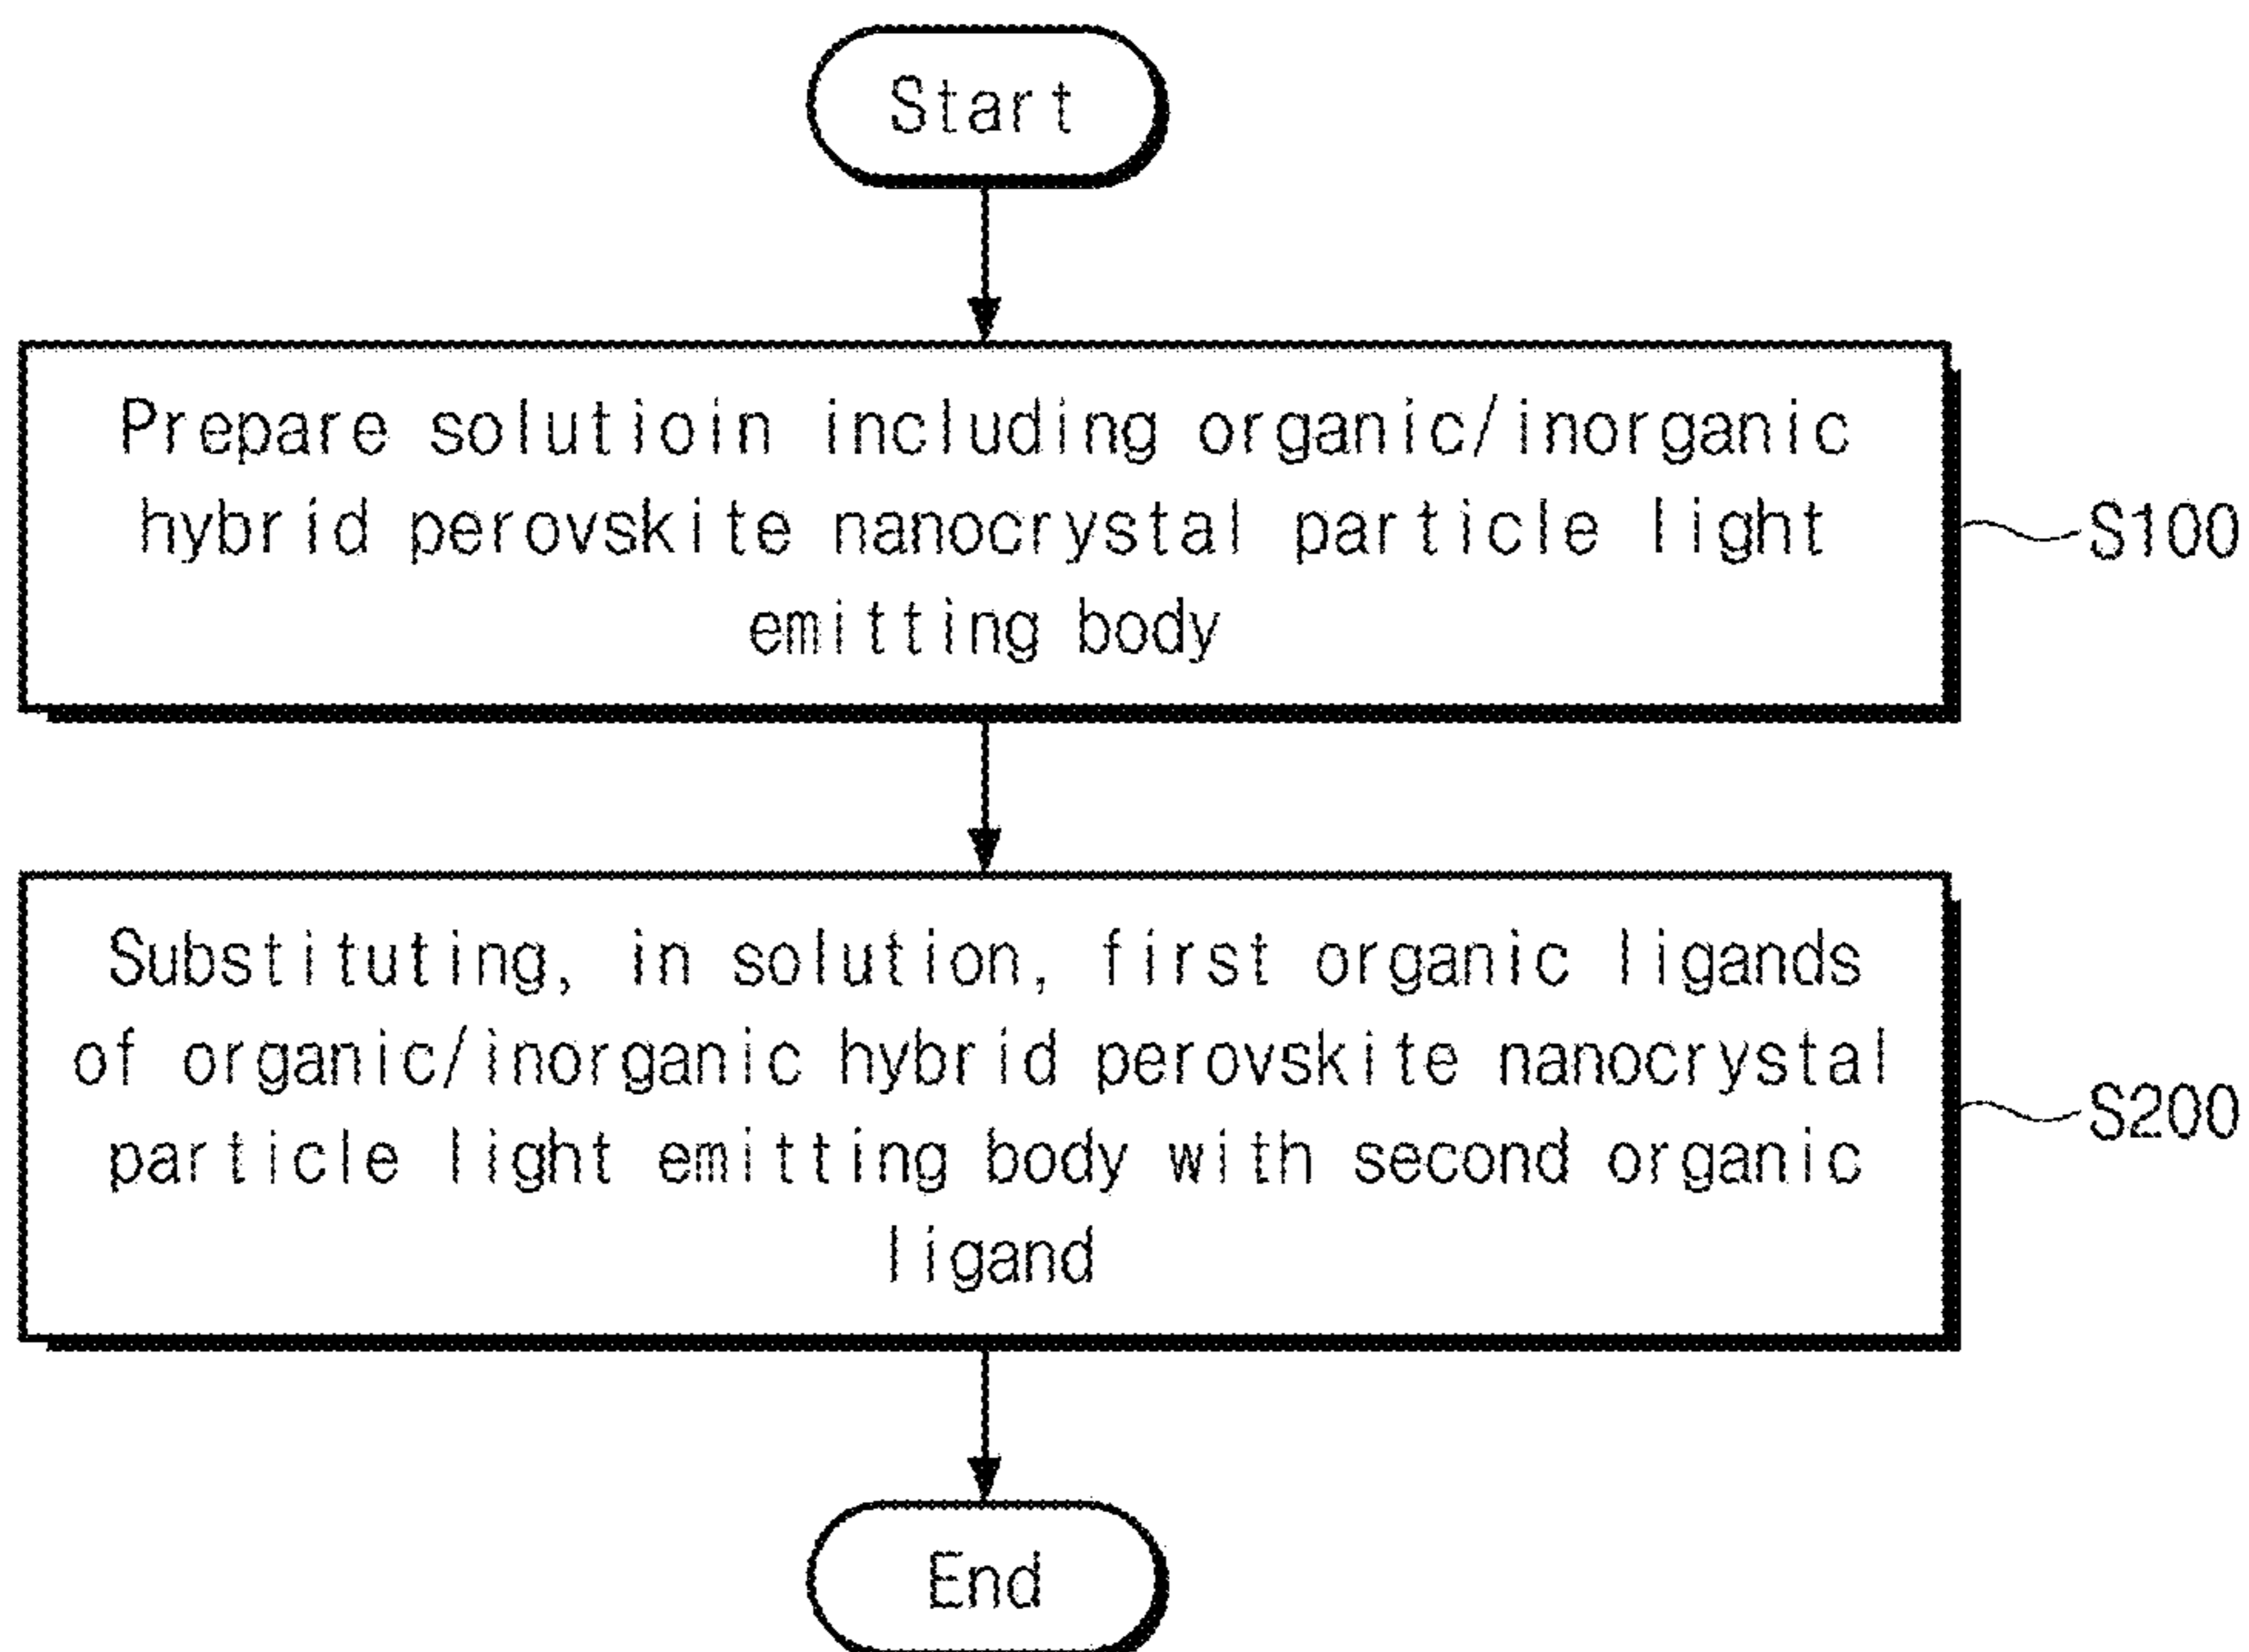 Start
Prepare solutioin including organic/inorganic
hybrid perovskite nanocrystal particle light
emitting body
S100
Substituting, in solution, first organic ligands
of organic/inorganic hybrid perovskite nanocrystal
particle light emitting body with second organic
ligand
S200
End